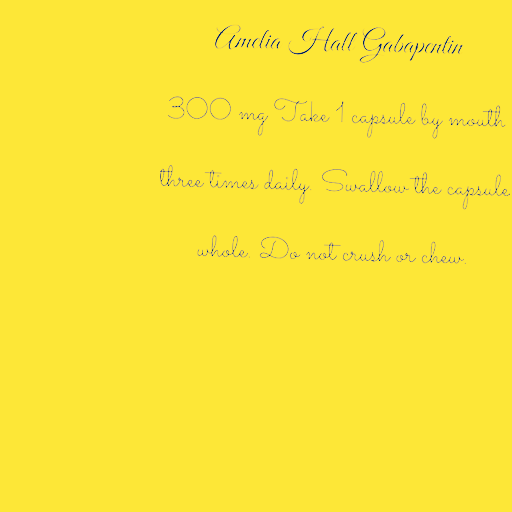 Amelia Hall Gabapentin
300 mg Take 1 capsule by mouth
three times daily. Swallow the capsule
whole. Do not crush or chew.